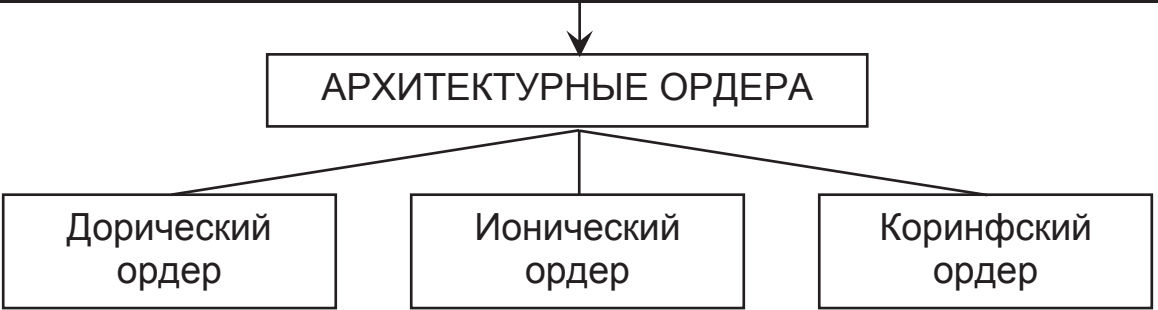 АРХИТЕКТУРНЫЕ ОРДЕРА
Дорический
ордер
Ионический
ордер
Коринфский
ордер